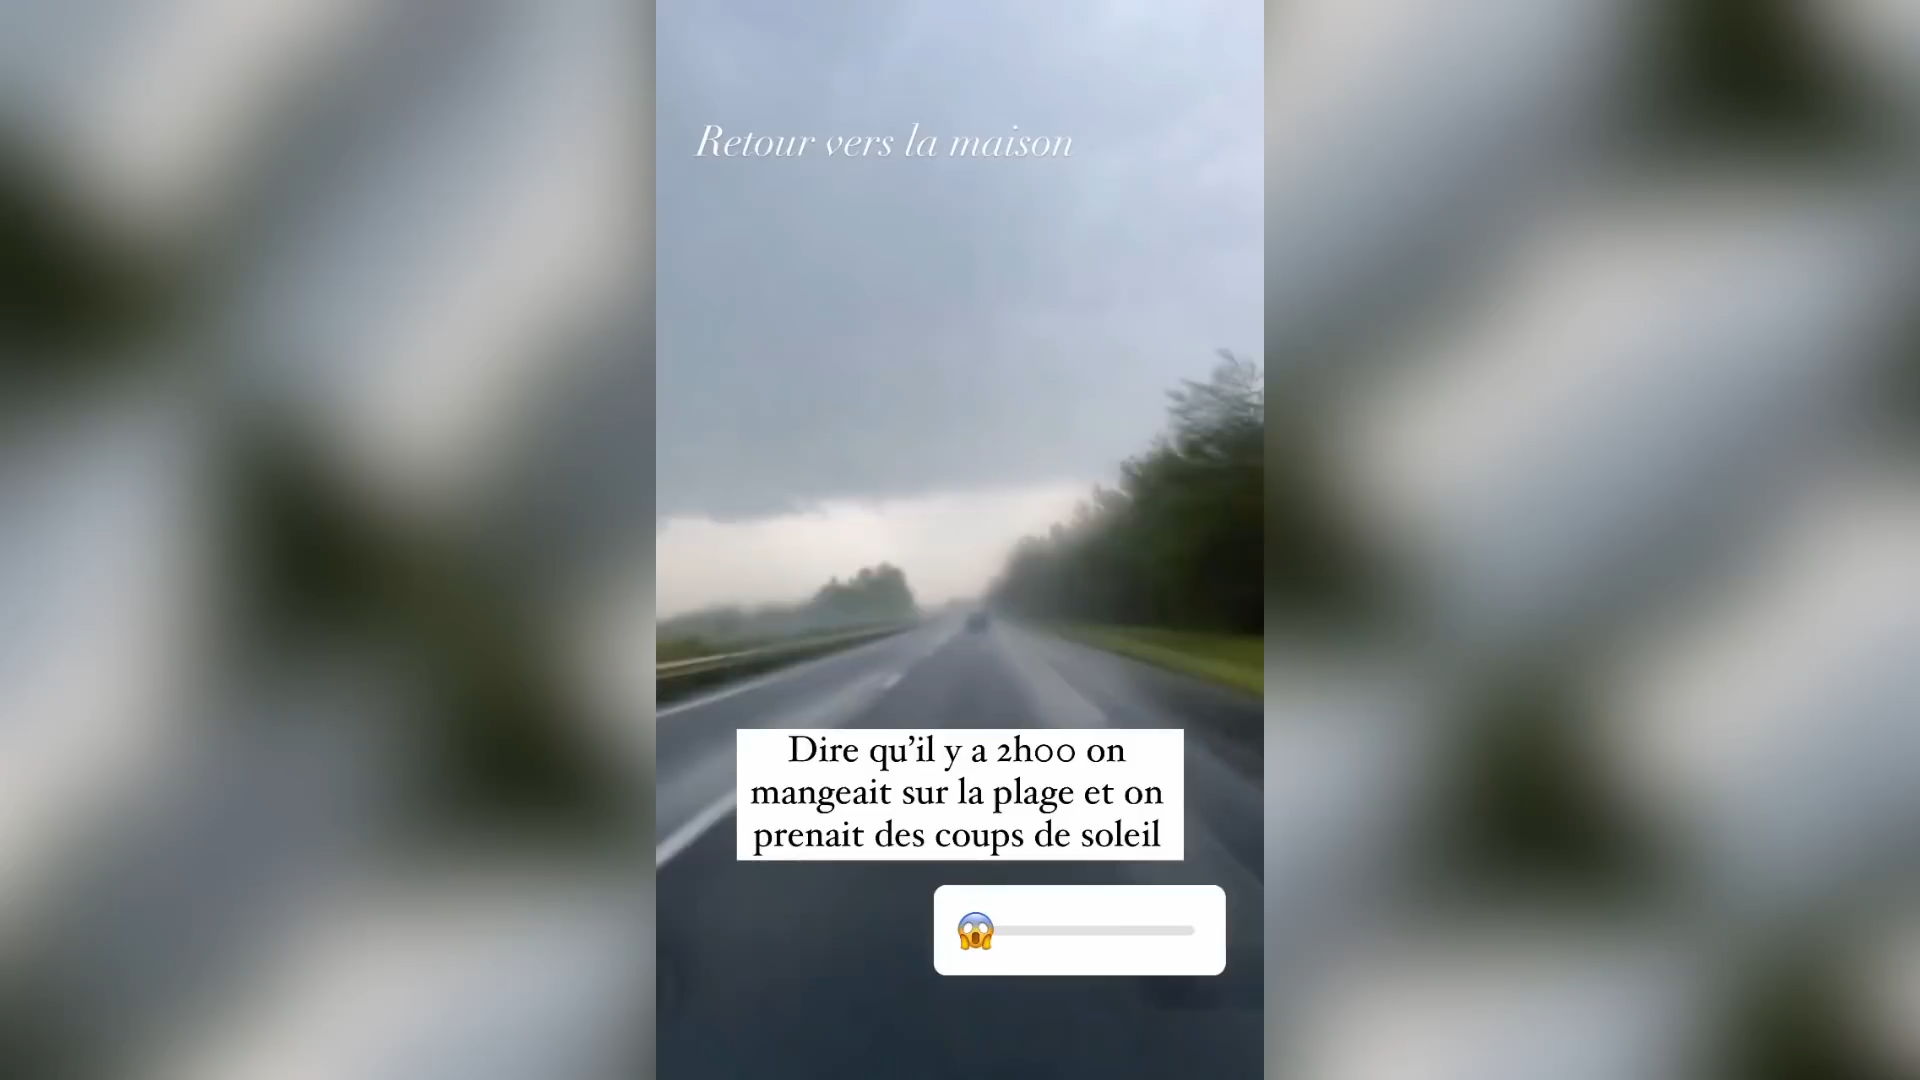 Retour vers la maison
Dire qu'il y a 2h00 on
mangeait sur la plage et on
prenait des coups de soleil